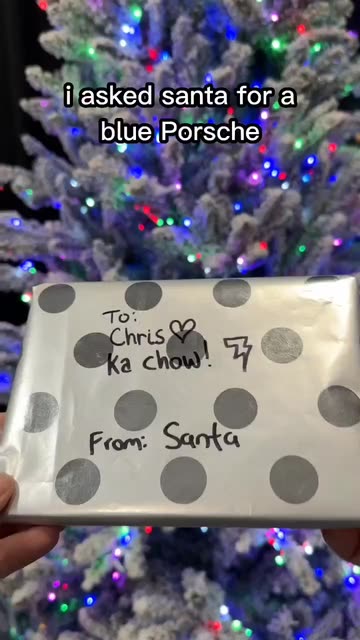 i asked santa for a
blue Porsche
To:
Chris
Ka Chow!
From: Santa